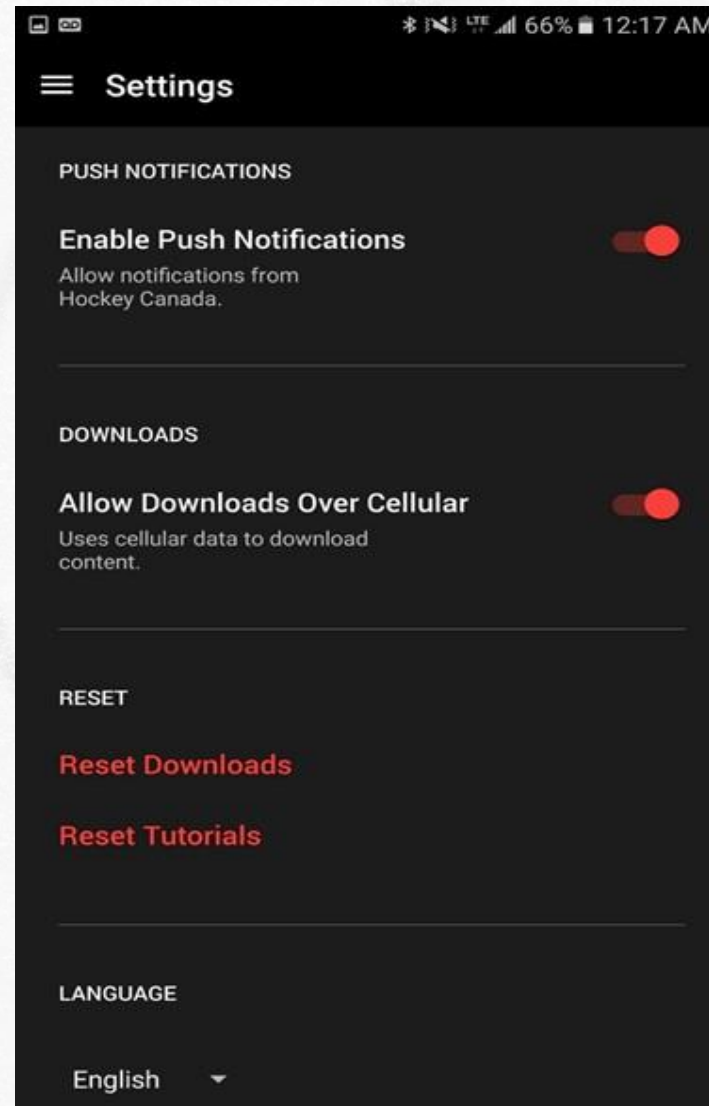 LTE 66% 12:17 AM
Settings
PUSH NOTIFICATIONS
Enable Push Notifications
Allow notifications from
Hockey Canada.
DOWNLOADS
Allow Downloads Over Cellular
Uses cellular data to download
content.
RESET
Reset Downloads
Reset Tutorials
LANGUAGE
English